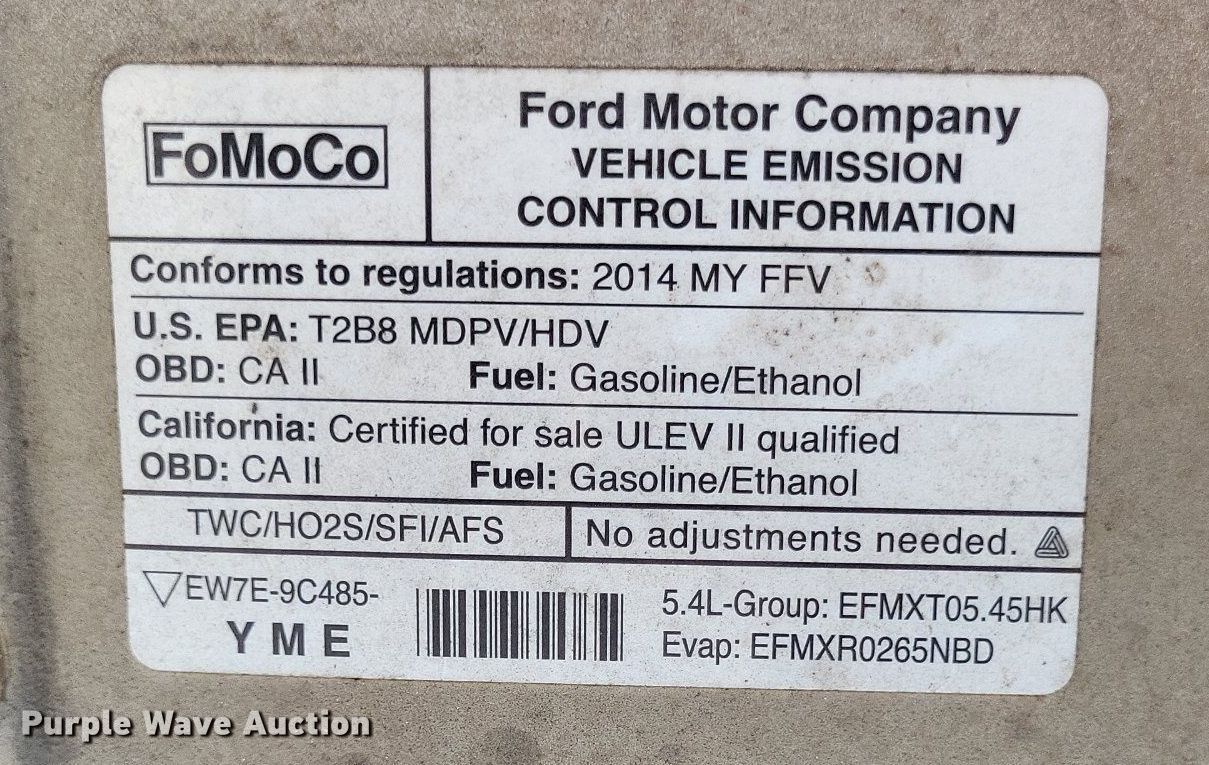 FoMoCo
Ford Motor Company
VEHICLE EMISSION
CONTROL INFORMATION
Conforms to regulations: 2014 MY FFV
U.S. EPA: T2B8 MDPV/HDV
OBD: CA II Fuel: Gasoline/Ethanol
California: Certified for sale ULEV II qualified
OBD: CA II Fuel: Gasoline/Ethanol
TWC/HO2S/SFI/AFS No adjustments needed.
EW7E-9C485-
Y M E
5.4L-Group: EFMXT05.45HK
Evap: EFMXR0265NBD
Purple Wave Auction